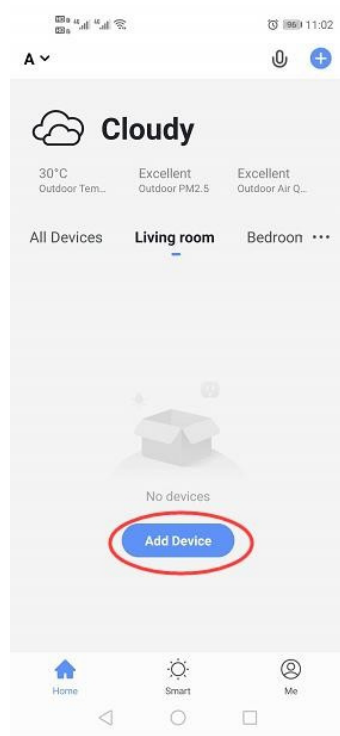 96 11:02
A
Cloudy
30°C Excellent Excellent
Outdoor Tem... Outdoor PM2.5 Outdoor Air Q...
All Devices Living room Bedroon ...
No devices
Add Device
Home Smart Me